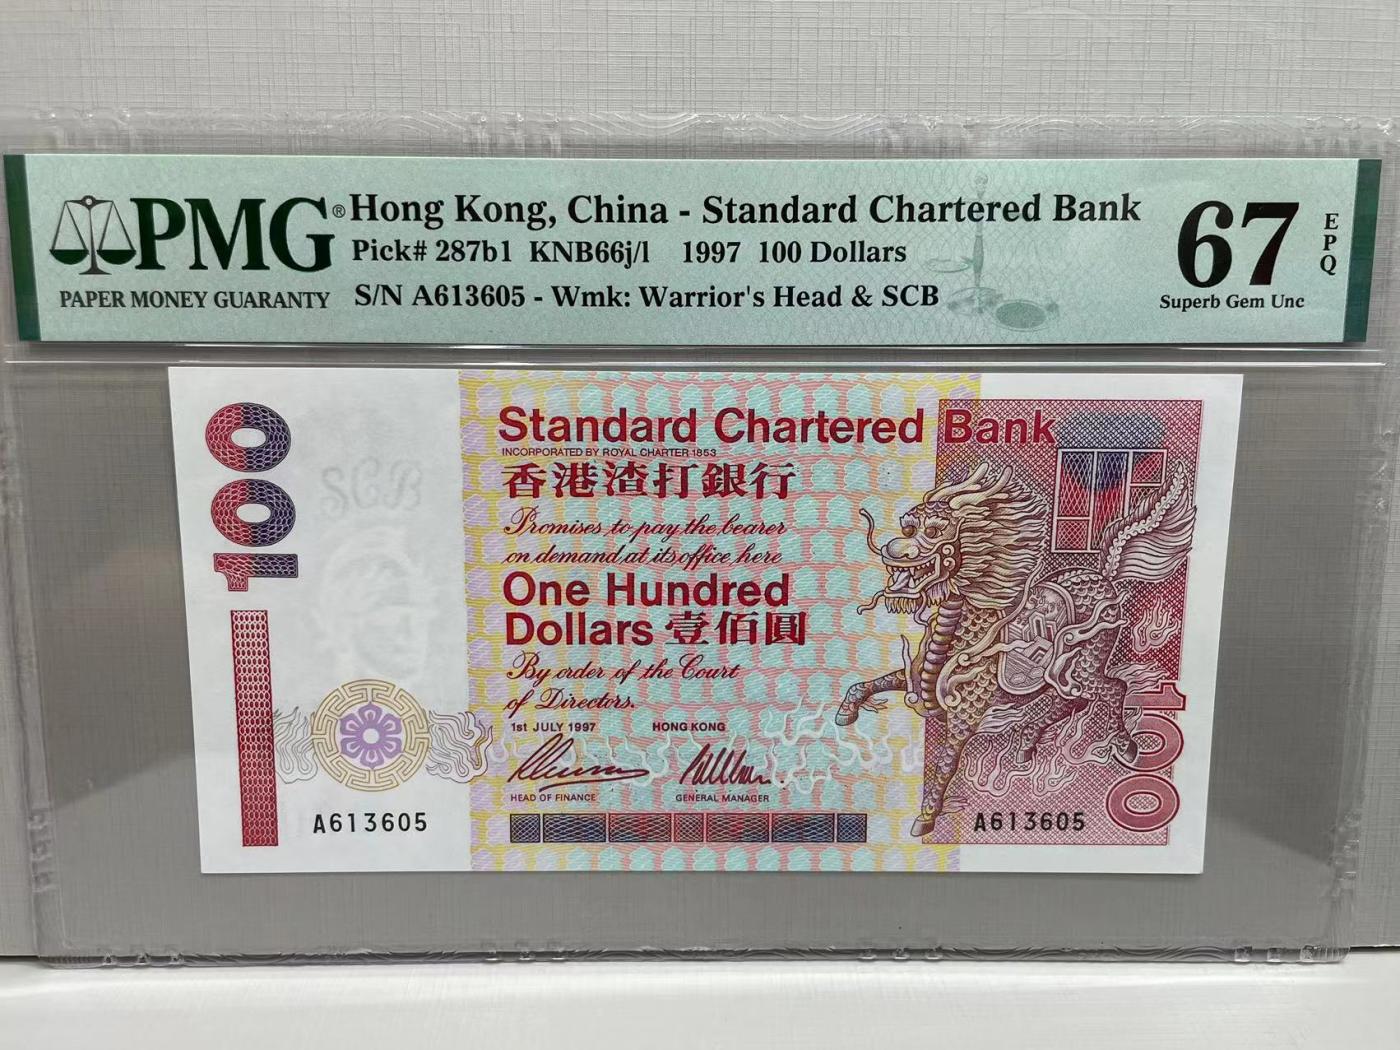 PMG®
PAPER MONEY GUARANTY
Hong Kong, China - Standard Chartered Bank
Pick# 287b1 KNB66j/l 1997 100 Dollars
S/N A613605 - Wmk: Warrior's Head & SCB
67
EPQ
Superb Gem Unc
100
SCB
Standard Chartered Bank
INCORPORATED BY ROYAL CHARTER 1853
香港渣打銀行
Promises to pay the bearer
on demand at its office here
One Hundred
Dollars 壹佰圓
By order of the Court
of Directors.
1st JULY 1997 HONG KONG
HEAD OF FINANCE GENERAL MANAGER
A613605
A613605
100